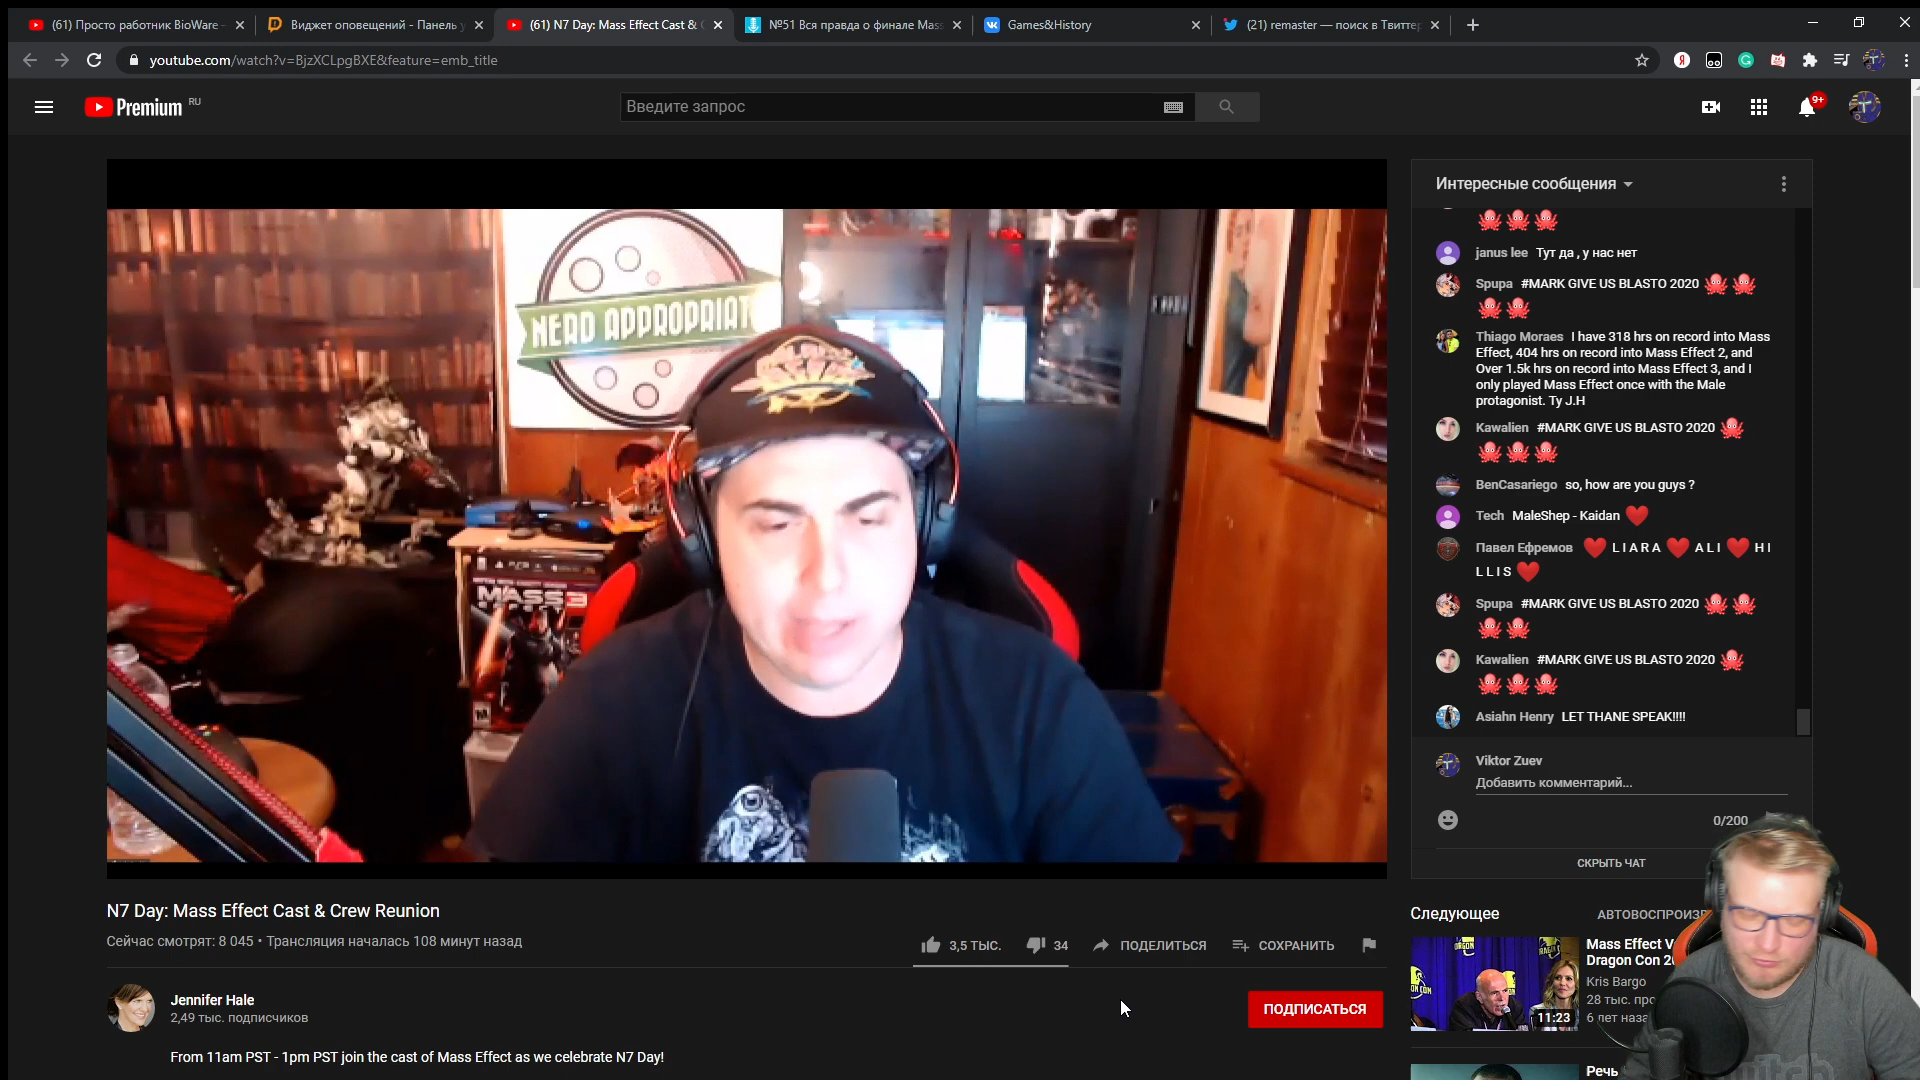 (61) Просто работник BioWare -
Виджет оповещений - Панель у
(61) N7 Day: Mass Effect Cast & C
№51 Вся правда о финале Mass
Games&History
(21) remaster — поиск в Твиттер
youtube.com/watch?v=BjzXCLpgBXE&feature=emb_title
Premium RU
Введите запрос
9+
NERD APPROPRIAT
MASS 3
Интересные сообщения
janus lee Тут да , у нас нет
Spupa #MARK GIVE US BLASTO 2020
Thiago Moraes I have 318 hrs on record into Mass
Effect, 404 hrs on record into Mass Effect 2, and
Over 1.5k hrs on record into Mass Effect 3, and I
only played Mass Effect once with the Male
protagonist. Ty J.H
Kawalien #MARK GIVE US BLASTO 2020
BenCasariego so, how are you guys ?
Tech MaleShep - Kaidan
Павел Ефремов L I A R A A L I H I
L L I S
Spupa #MARK GIVE US BLASTO 2020
Kawalien #MARK GIVE US BLASTO 2020
Asiahn Henry LET THANE SPEAK!!!!
Viktor Zuev
Добавить комментарий...
0/200
СКРЫТЬ ЧАТ
N7 Day: Mass Effect Cast & Crew Reunion
Сейчас смотрят: 8 045 • Трансляция началась 108 минут назад
3,5 ТЫС. 34 ПОДЕЛИТЬСЯ СОХРАНИТЬ
Jennifer Hale
2,49 тыс. подписчиков
ПОДПИСАТЬСЯ
From 11am PST - 1pm PST join the cast of Mass Effect as we celebrate N7 Day!
Следующее АВТОВОСПРОИЗВ
Mass Effect V
Dragon Con 20
Kris Bargo
28 тыс. про
6 лет наза
11:23
Речь